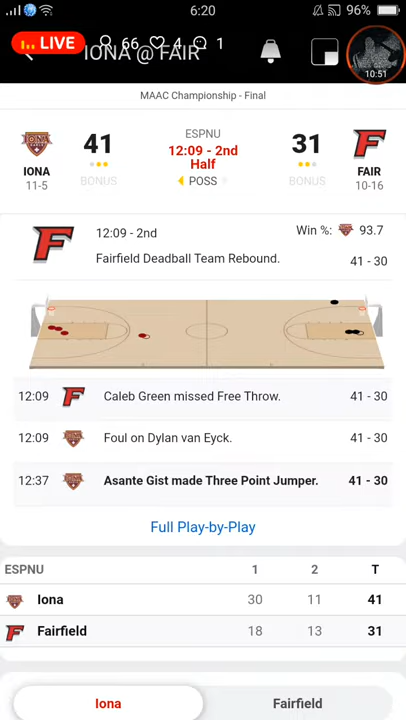 6:20
96%
LIVE 66 4 1
IONA @ FAIR
10:51
MAAC Championship - Final
IONA
11-5
41
BONUS
ESPNU
12:09 - 2nd
Half
POSS
31
BONUS
FAIR
10-16
12:09 - 2nd
Win %: 93.7
Fairfield Deadball Team Rebound.
41 - 30
12:09 Caleb Green missed Free Throw. 41 - 30
12:09 Foul on Dylan van Eyck. 41 - 30
12:37 Asante Gist made Three Point Jumper. 41 - 30
Full Play-by-Play
ESPNU 1 2 T
Iona 30 11 41
Fairfield 18 13 31
Iona Fairfield